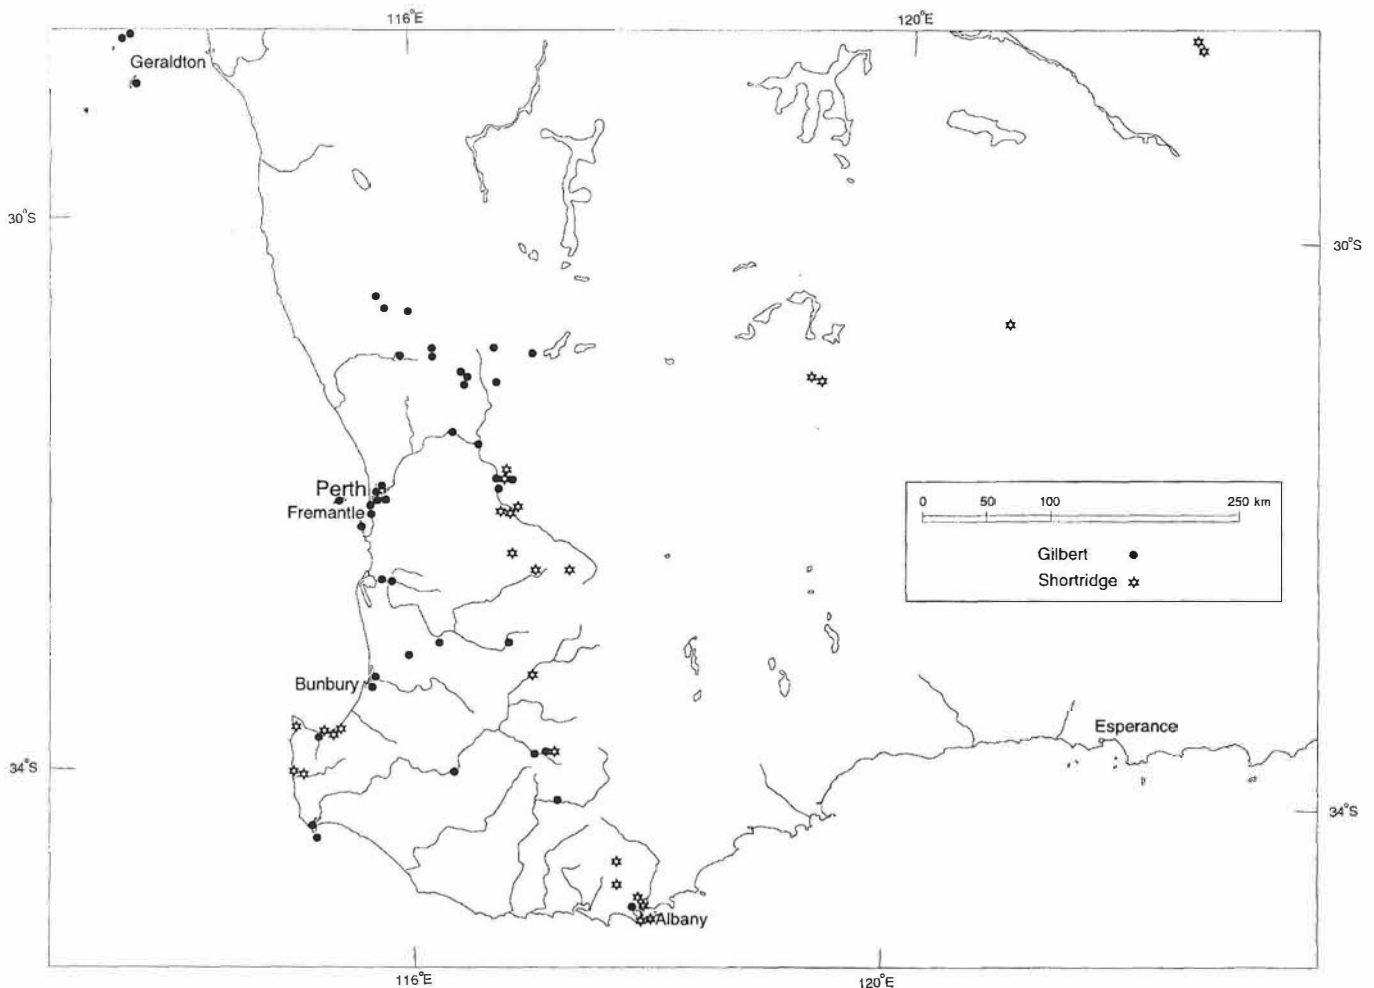 116°E
120°E
Geraldton
30°S
30°S
Perth
Fremantle
0 50 100 250 km
Gilbert
Shortridge
Bunbury
Esperance
34°S
34°S
Albany
116°E
120°E